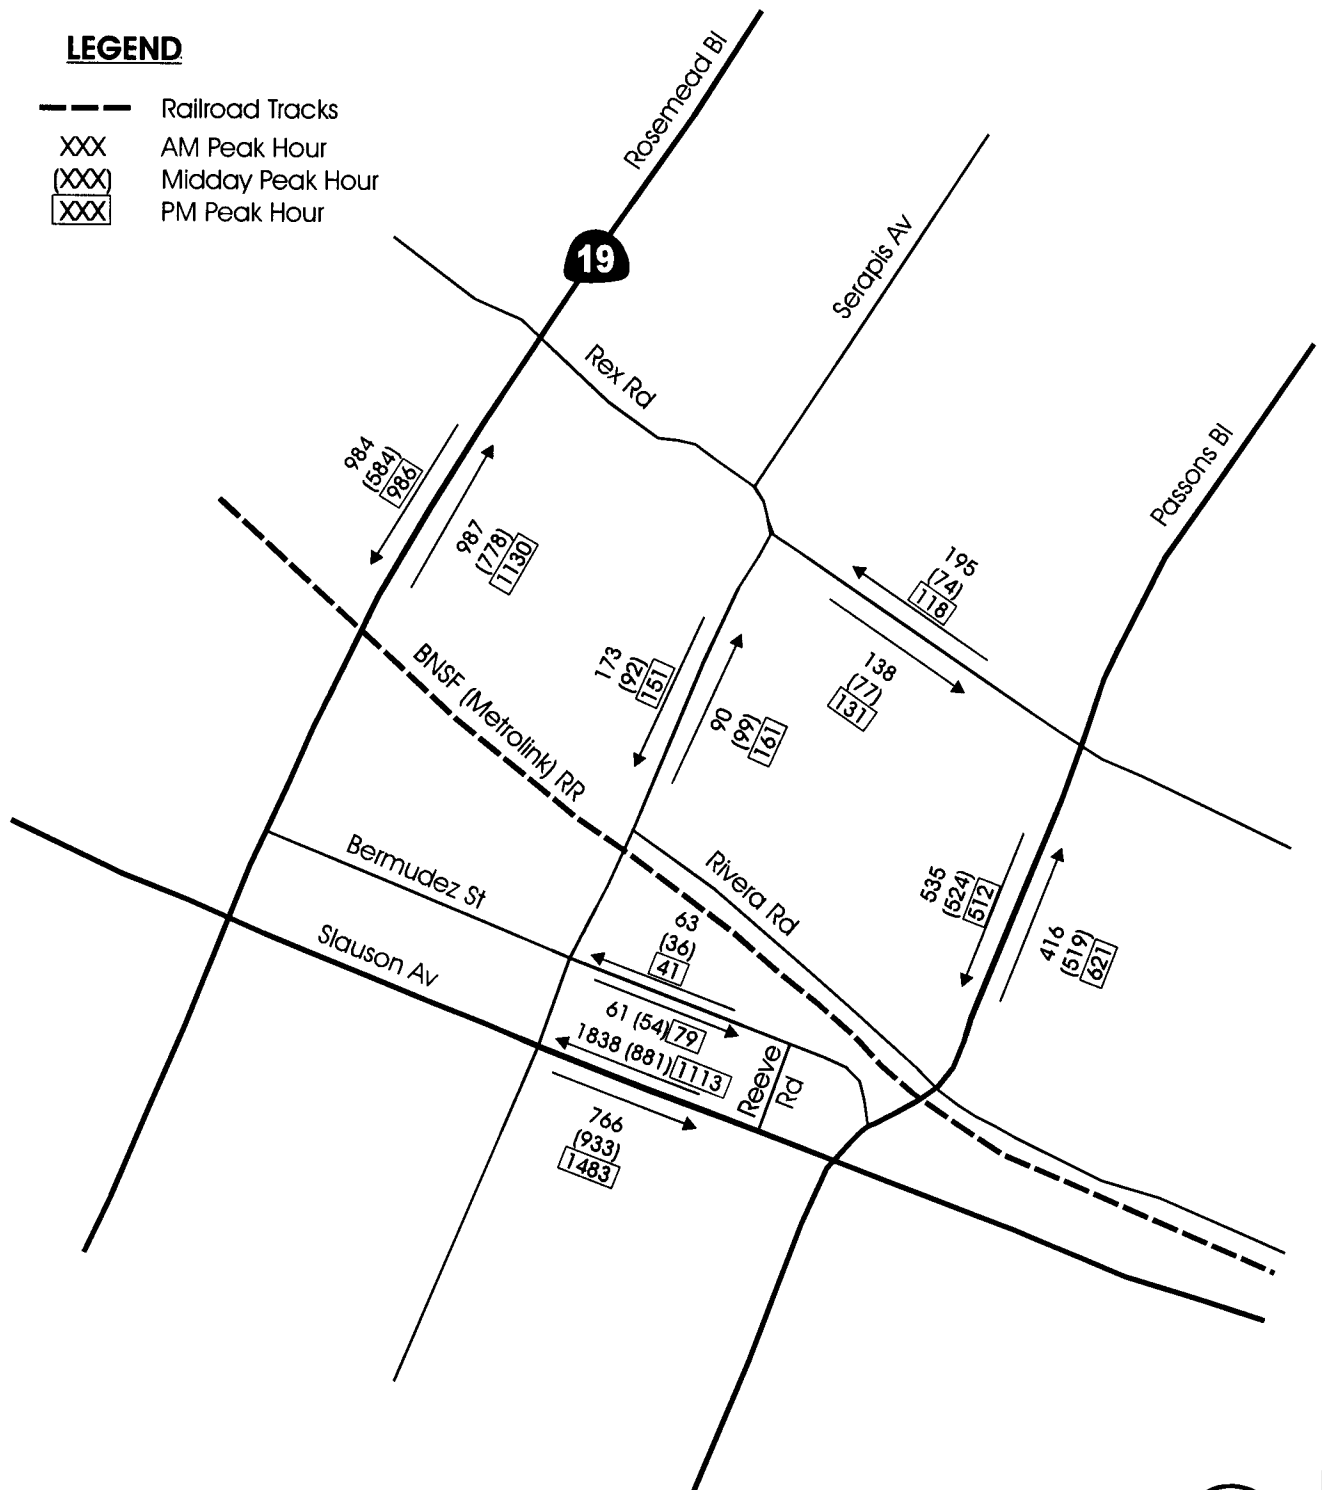 LEGEND
Railroad Tracks
XXX AM Peak Hour
(XXX) Midday Peak Hour
XXX PM Peak Hour
Rosemead Bl
19
Serapis Av
Rex Rd
Passons Bl
984
(584)
986
987
(778)
1130
195
(74)
118
138
(77)
131
173
(92)
151
90
(99)
161
BNSF (Metrolink) RR
Bermudez St
Rivera Rd
535
(524)
512
416
(519)
621
Slauson Av
63
(36)
41
61 (54) 79
1838 (881) 1113
Reeve
Rd
766
(933)
1483